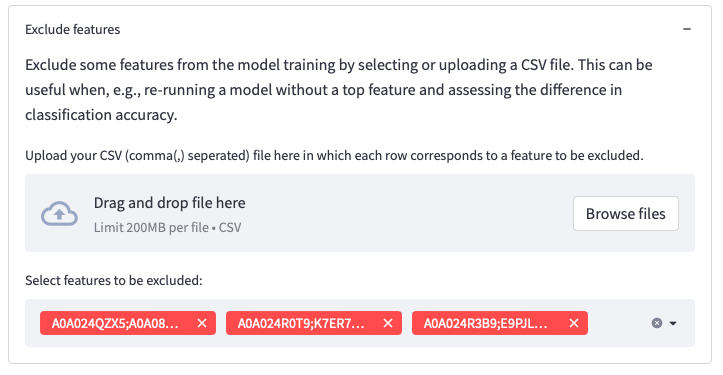 Exclude features
Exclude some features from the model training by selecting or uploading a CSV file. This can be
useful when, e.g., re-running a model without a top feature and assessing the difference in
classification accuracy.
Upload your CSV (comma(,) seperated) file here in which each row corresponds to a feature to be excluded.
Drag and drop file here
Limit 200MB per file • CSV
Browse files
Select features to be excluded:
A0A024QZX5;A0A08...
A0A024R0T9;K7ER7...
A0A024R3B9;E9PJL...